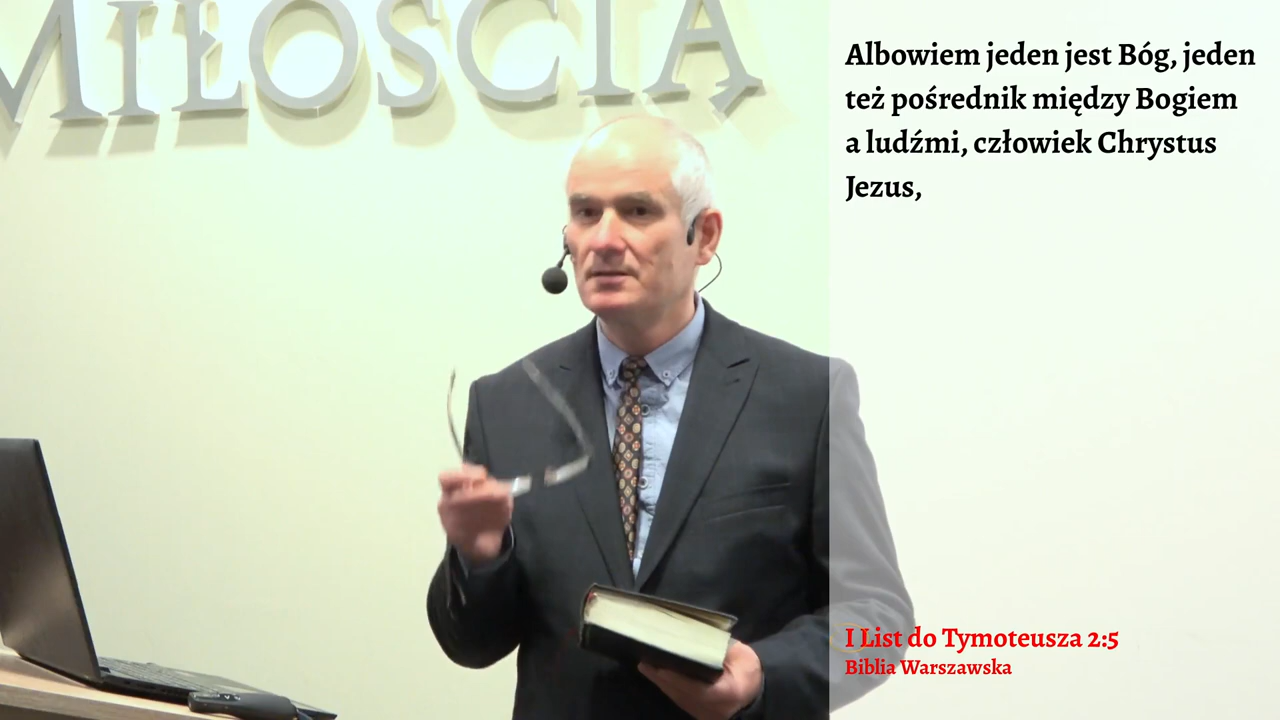 MIŁOŚCIĄ
Albowiem jeden jest Bóg, jeden
też pośrednik między Bogiem
a ludźmi, człowiek Chrystus
Jezus,
I List do Tymoteusza 2:5
Biblia Warszawska